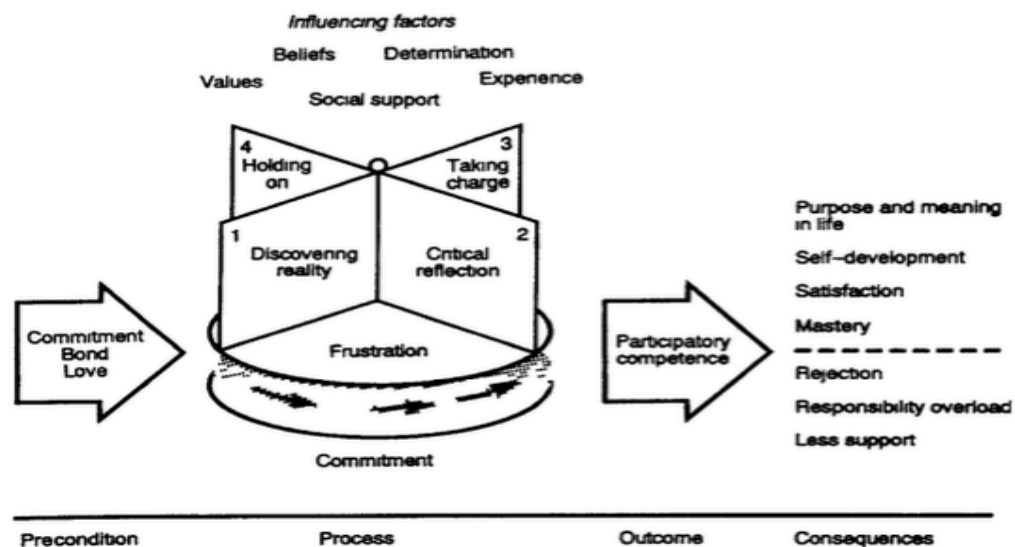 Influencing factors
Beliefs
Determination
Values
Experience
Social support
4
Holding
on
3
Taking
charge
1
Discovering
reality
2
Critical
reflection
Frustration
Commitment
Bond
Love
Commitment
Participatory
competence
Purpose and meaning
in life
Self-development
Satisfaction
Mastery
Rejection
Responsibility overload
Less support
Precondition
Process
Outcome
Consequences